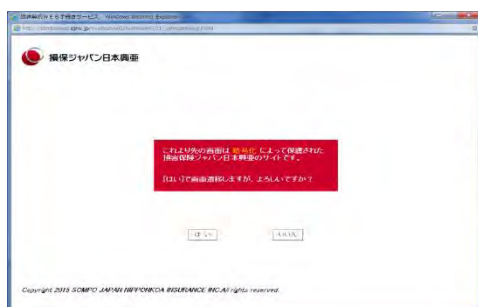 損保ジャパン日本興亜
これより先の画面は 暗号化 によって保護された
損害保険ジャパン日本興亜のサイトです。
[はい]で画面遷移しますが、よろしいですか？
はい
いいえ
Copyright 2015 SOMPO JAPAN NIPPONKOA INSURANCE INC.All rights reserved.